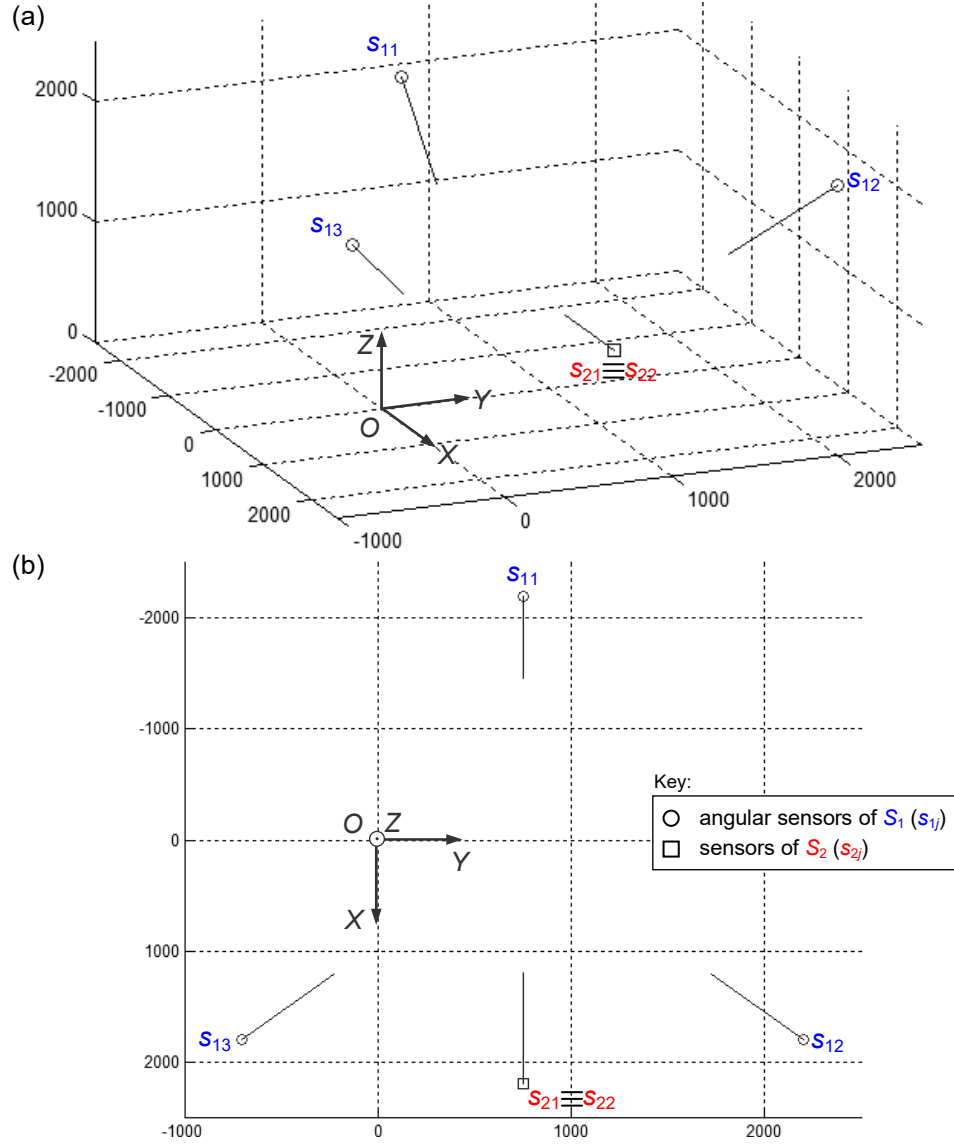 (a)
s11
2000
s12
1000
s13
0
Z
-2000
s21 s22
Y
-1000
O
X
0
2000
1000
1000
2000
0
-1000
(b)
s11
-2000
-1000
Key:
angular sensors of S1 (s1j)
O Z
0
Y
sensors of S2 (s2j)
X
1000
s13
s12
2000
s21 s22
-1000
0
1000
2000